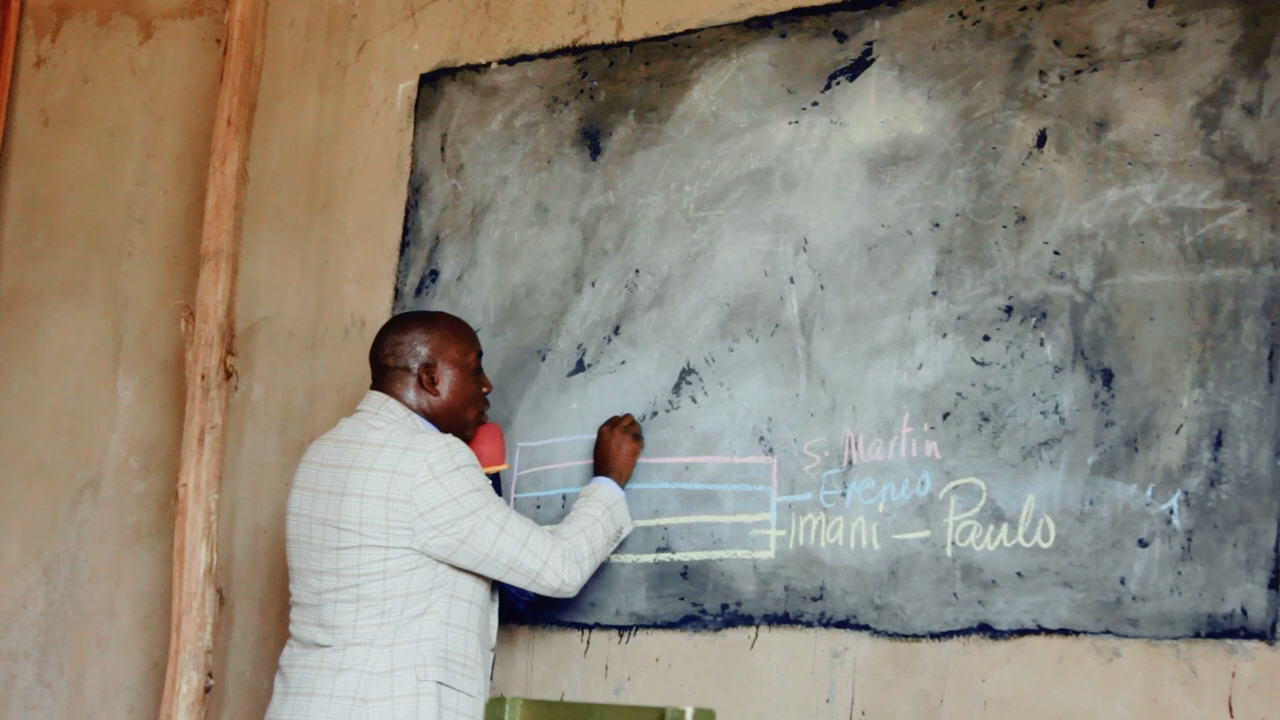 S. Martin
Ereneo
Imani — Paulo